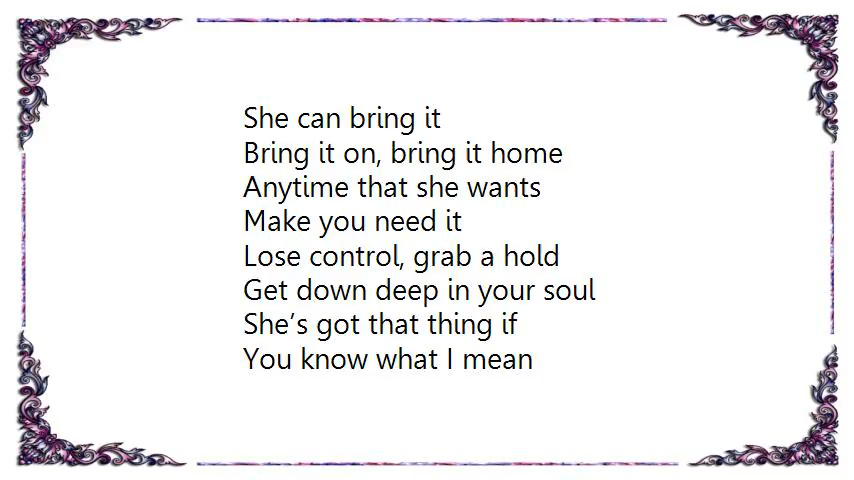 She can bring it
Bring it on, bring it home
Anytime that she wants
Make you need it
Lose control, grab a hold
Get down deep in your soul
She’s got that thing if
You know what I mean